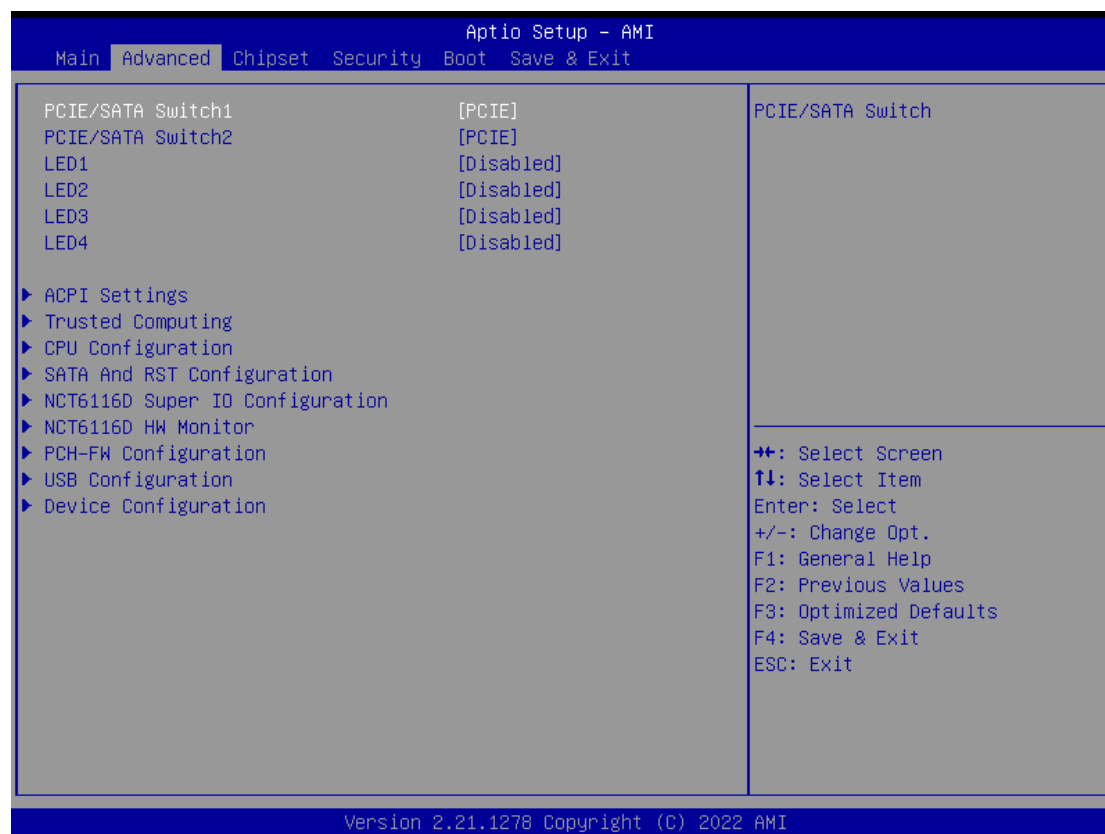 Aptio Setup – AMI
Main Advanced Chipset Security Boot Save & Exit
PCIE/SATA Switch1 [PCIE]
PCIE/SATA Switch2 [PCIE]
LED1 [Disabled]
LED2 [Disabled]
LED3 [Disabled]
LED4 [Disabled]
▶ ACPI Settings
▶ Trusted Computing
▶ CPU Configuration
▶ SATA And RST Configuration
▶ NCT6116D Super IO Configuration
▶ NCT6116D HW Monitor
▶ PCH-FW Configuration
▶ USB Configuration
▶ Device Configuration
PCIE/SATA Switch
→←: Select Screen
↑↓: Select Item
Enter: Select
+/-: Change Opt.
F1: General Help
F2: Previous Values
F3: Optimized Defaults
F4: Save & Exit
ESC: Exit
Version 2.21.1278 Copyright (C) 2022 AMI